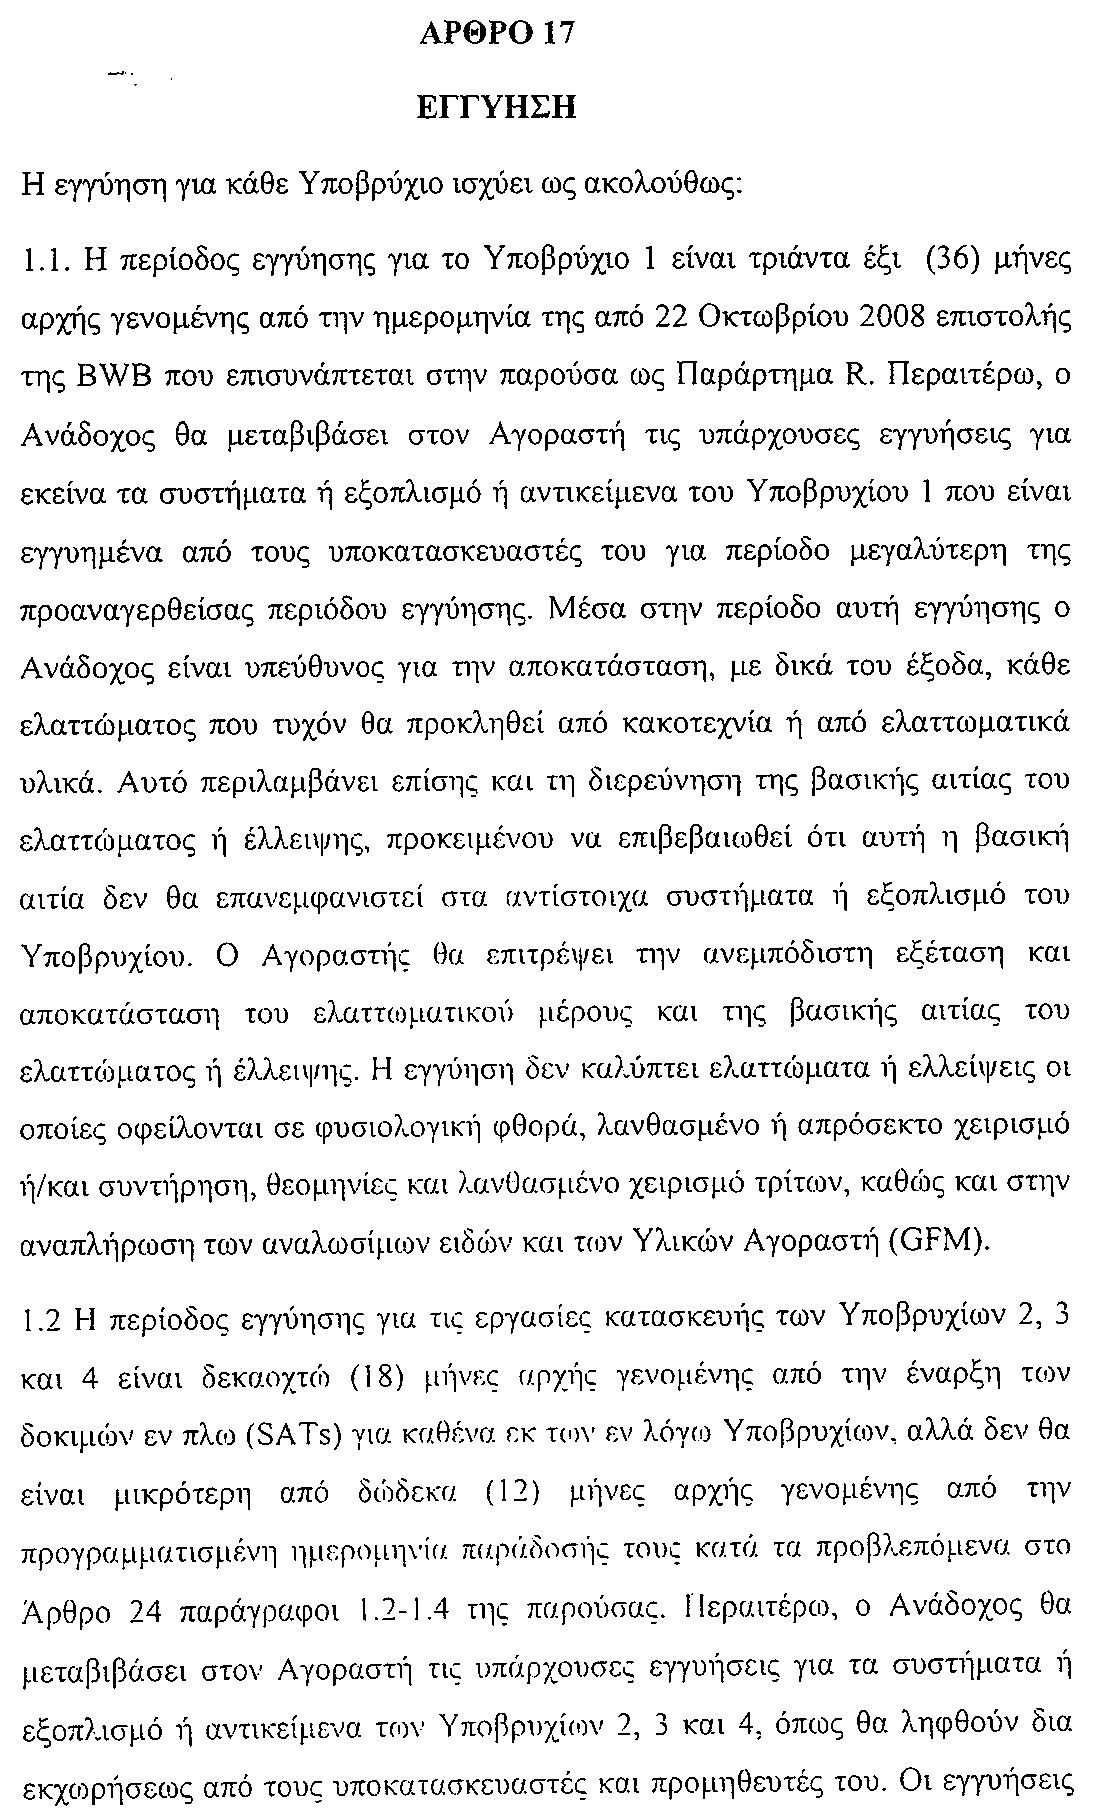 ΑΡΘΡΟ 17
ΕΓΓΥΗΣΗ
Η εγγύηση για κάθε Υποβρύχιο ισχύει ως ακολούθως:
1.1. Η περίοδος εγγύησης για το Υποβρύχιο 1 είναι τριάντα έξι (36) μήνες
αρχής γενομένης από την ημερομηνία της από 22 Οκτωβρίου 2008 επιστολής
της BWB που επισυνάπτεται στην παρούσα ως Παράρτημα R. Περαιτέρω, ο
Ανάδοχος θα μεταβιβάσει στον Αγοραστή τις υπάρχουσες εγγυήσεις για
εκείνα τα συστήματα ή εξοπλισμό ή αντικείμενα του Υποβρυχίου 1 που είναι
εγγυημένα από τους υποκατασκευαστές του για περίοδο μεγαλύτερη της
προαναγερθείσας περιόδου εγγύησης. Μέσα στην περίοδο αυτή εγγύησης ο
Ανάδοχος είναι υπεύθυνος για την αποκατάσταση, με δικά του έξοδα, κάθε
ελαττώματος που τυχόν θα προκληθεί από κακοτεχνία ή από ελαττωματικά
υλικά. Αυτό περιλαμβάνει επίσης και τη διερεύνηση της βασικής αιτίας του
ελαττώματος ή έλλειψης, προκειμένου να επιβεβαιωθεί ότι αυτή η βασική
αιτία δεν θα επανεμφανιστεί στα αντίστοιχα συστήματα ή εξοπλισμό του
Υποβρυχίου. Ο Αγοραστής θα επιτρέψει την ανεμπόδιστη εξέταση και
αποκατάσταση του ελαττωματικού μέρους και της βασικής αιτίας του
ελαττώματος ή έλλειψης. Η εγγύηση δεν καλύπτει ελαττώματα ή ελλείψεις οι
οποίες οφείλονται σε φυσιολογική φθορά, λανθασμένο ή απρόσεκτο χειρισμό
ή/και συντήρηση, θεομηνίες και λανθασμένο χειρισμό τρίτων, καθώς και στην
αναπλήρωση των αναλωσίμων ειδών και των Υλικών Αγοραστή (GFM).
1.2 Η περίοδος εγγύησης για τις εργασίες κατασκευής των Υποβρυχίων 2, 3
και 4 είναι δεκαοχτώ (18) μήνες αρχής γενομένης από την έναρξη των
δοκιμών εν πλω (SATs) για καθένα εκ των εν λόγω Υποβρυχίων, αλλά δεν θα
είναι μικρότερη από δώδεκα (12) μήνες αρχής γενομένης από την
προγραμματισμένη ημερομηνία παράδοσής τους κατά τα προβλεπόμενα στο
Άρθρο 24 παράγραφοι 1.2-1.4 της παρούσας. Περαιτέρω, ο Ανάδοχος θα
μεταβιβάσει στον Αγοραστή τις υπάρχουσες εγγυήσεις για τα συστήματα ή
εξοπλισμό ή αντικείμενα των Υποβρυχίων 2, 3 και 4, όπως θα ληφθούν δια
εκχωρήσεως από τους υποκατασκευαστές και προμηθευτές του. Οι εγγυήσεις